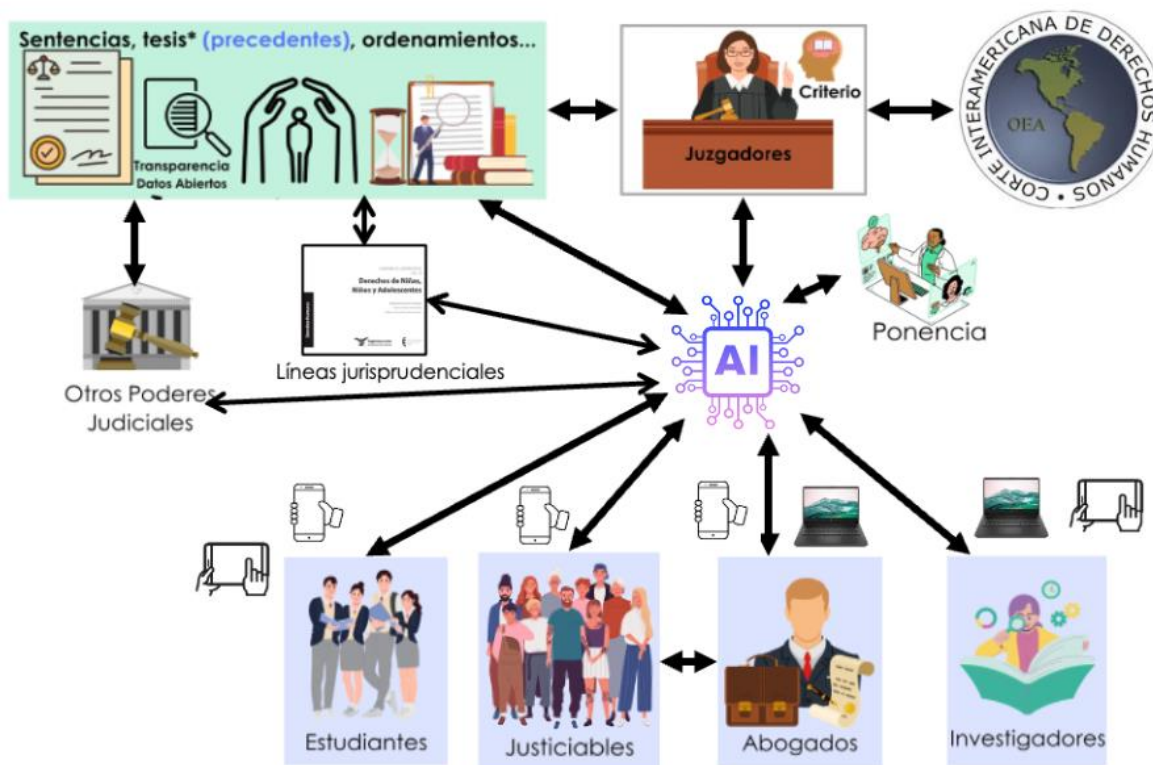 Sentencias, tesis* (precedentes), ordenamientos...
Transparencia
Datos Abiertos
Criterio
Juzgadores
CORTE INTERAMERICANA DE DERECHOS HUMANOS
OEA
Derechos de Niñas,
Niños y Adolescentes
Líneas jurisprudenciales
Otros Poderes
Judiciales
AI
Ponencia
Estudiantes
Justiciables
Abogados
Investigadores